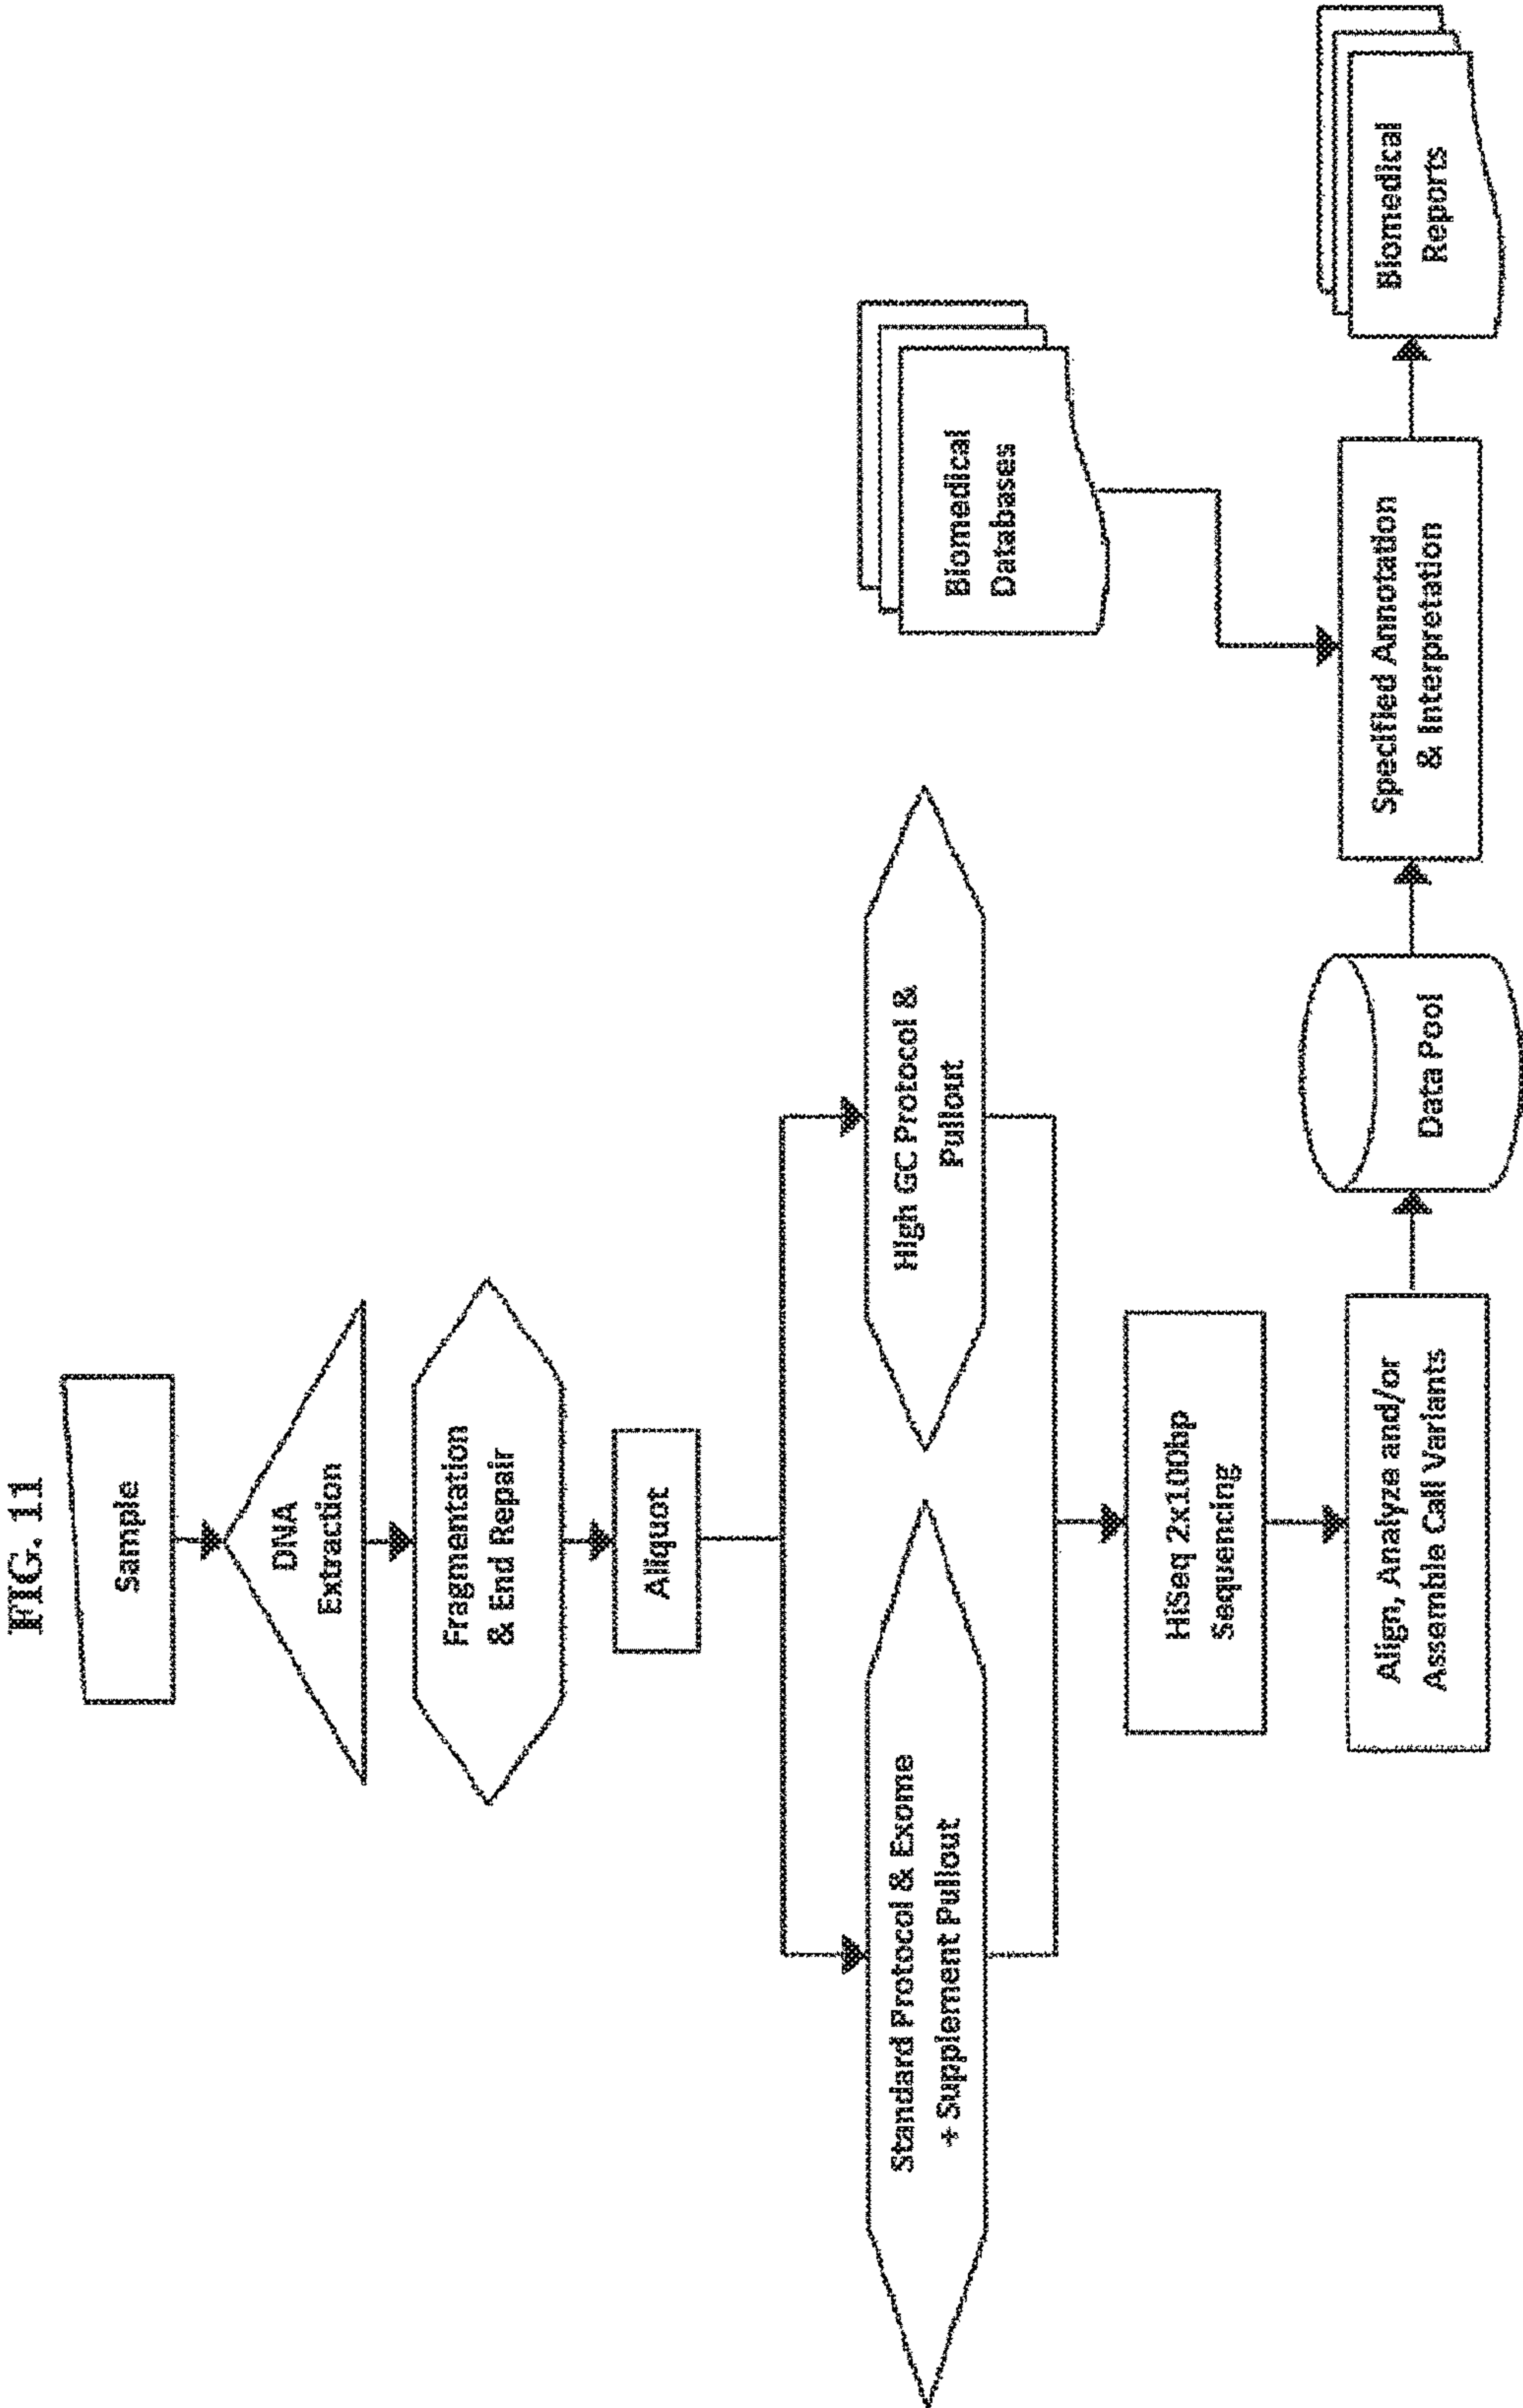 FIG. 11
Sample
DNA
Extraction
Fragmentation
& End Repair
Aliquot
Standard Protocol & Exome
+ Supplement Pullout
High GC Protocol &
Pullout
HiSeq 2x100bp
Sequencing
Align, Analyze and/or
Assemble Call Variants
Data Pool
Biomedical
Databases
Specified Annotation
& Interpretation
Biomedical
Reports